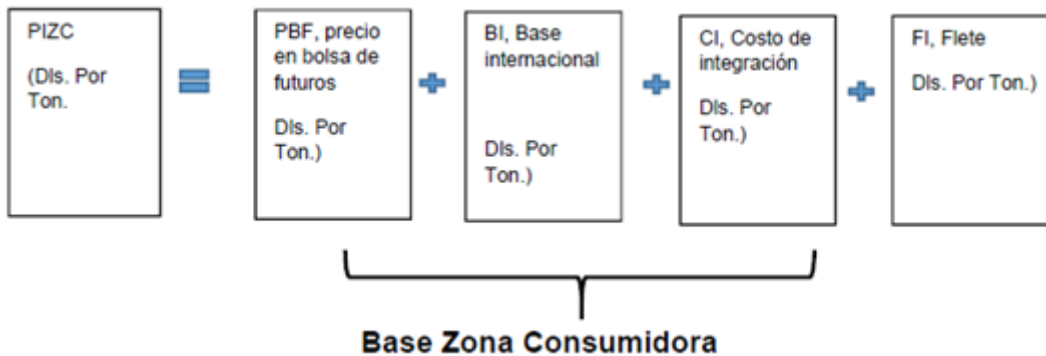 PIZC
(Dls. Por
Ton.
PBF, precio
en bolsa de
futuros
Dls. Por
Ton.)
BI, Base
internacional
Dls. Por
Ton.)
CI, Costo de
integración
Dls. Por
Ton.)
FI, Flete
Dls. Por Ton.)
Base Zona Consumidora